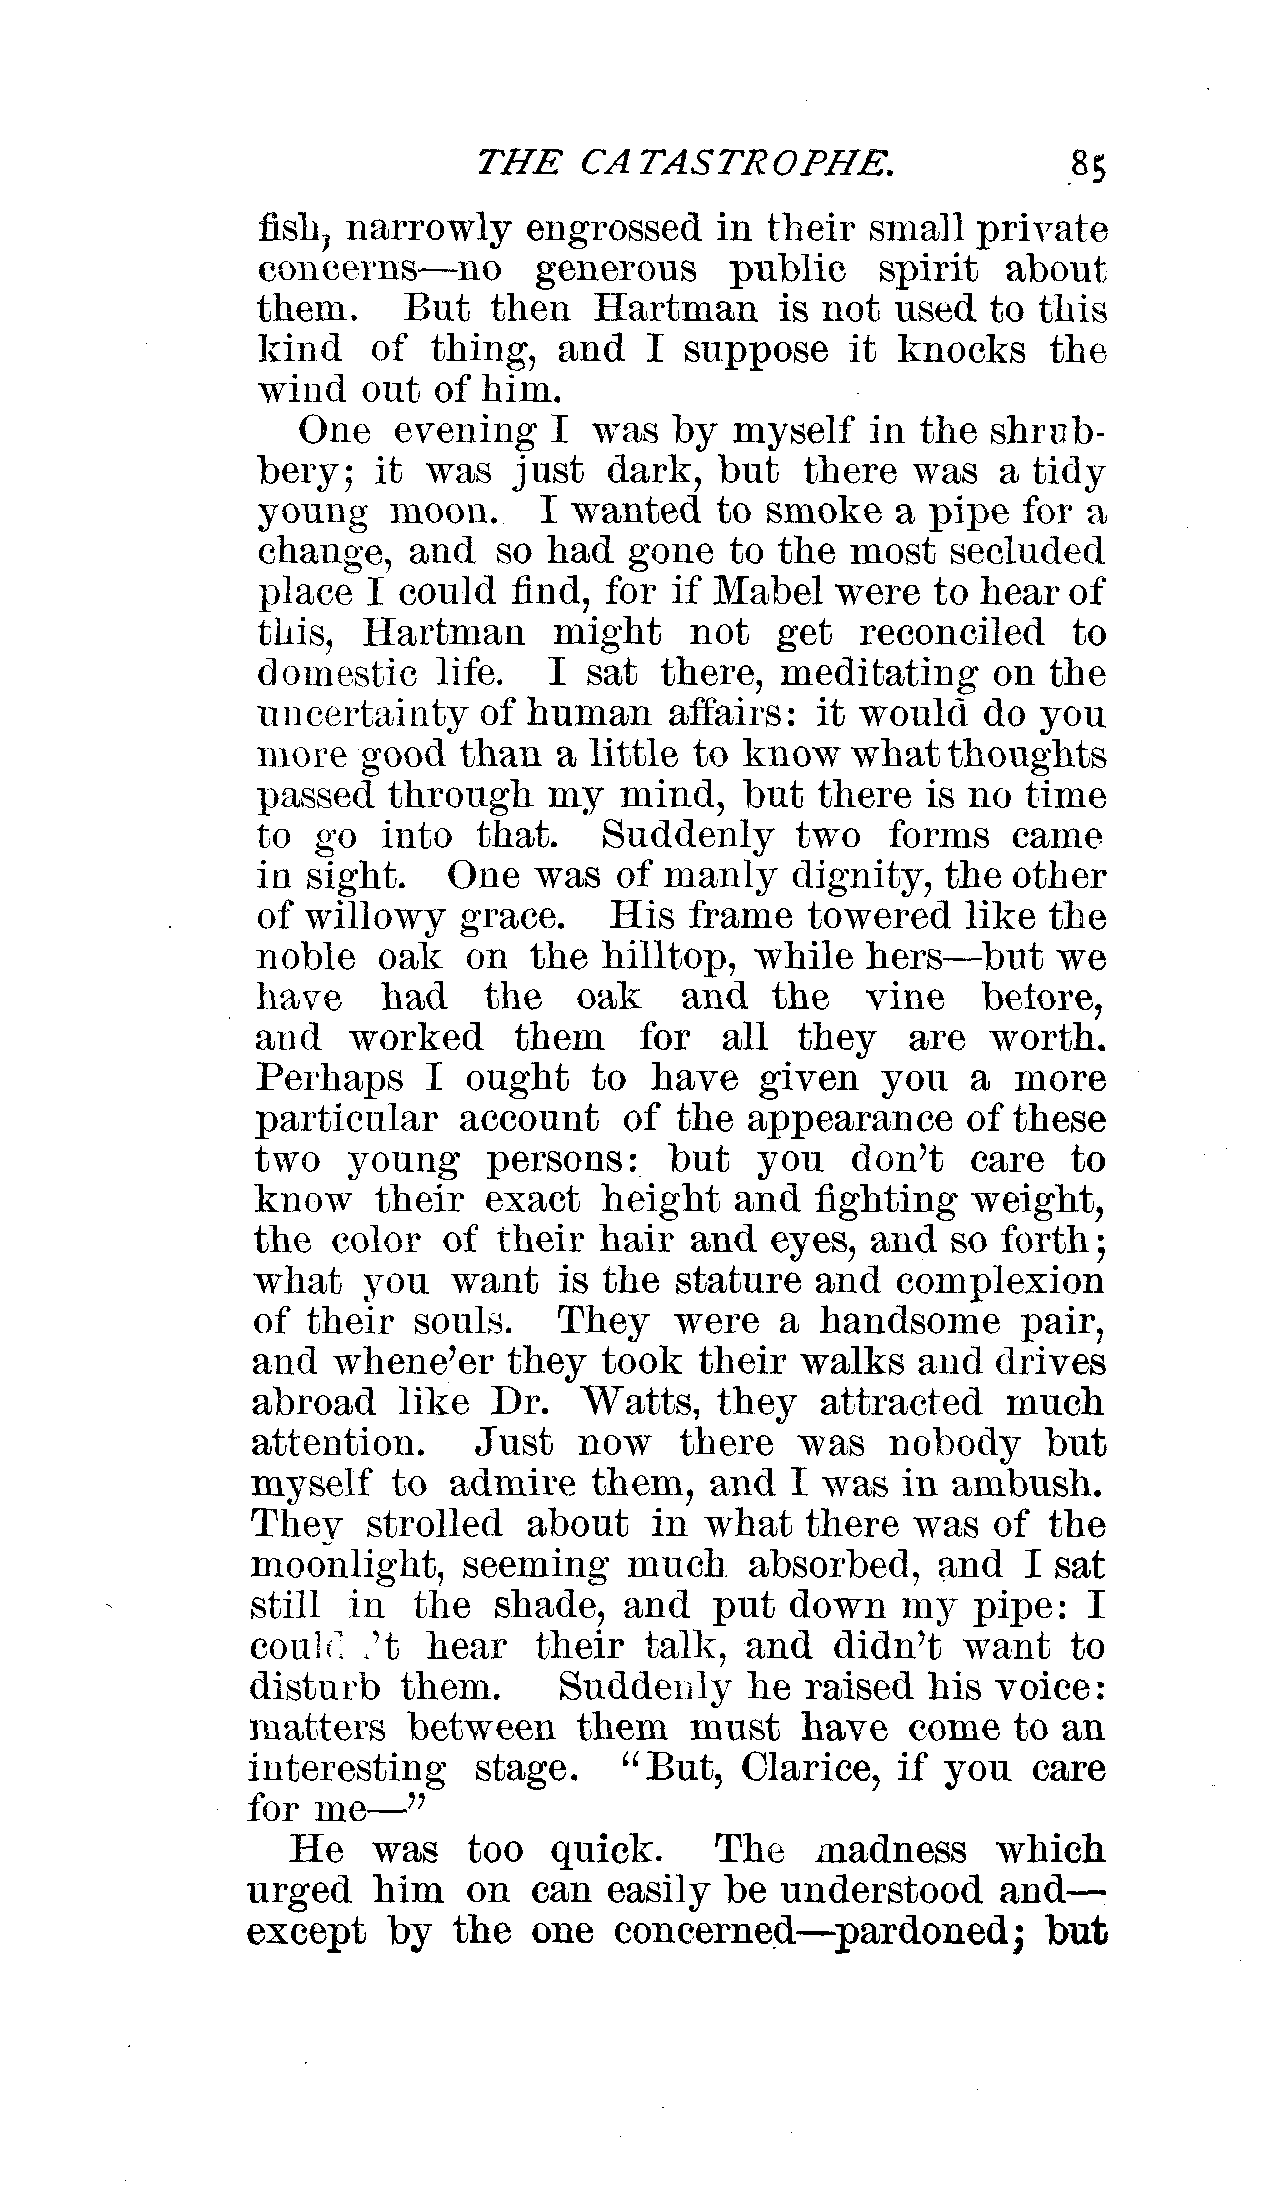 THE CATASTROPHE. 85
fish, narrowly engrossed in their small private
concerns—no generous public spirit about
them. But then Hartman is not used to this
kind of thing, and I suppose it knocks the
wind out of him.
One evening I was by myself in the shrub-
bery; it was just dark, but there was a tidy
young moon. I wanted to smoke a pipe for a
change, and so had gone to the most secluded
place I could find, for if Mabel were to hear of
this, Hartman might not get reconciled to
domestic life. I sat there, meditating on the
uncertainty of human affairs: it would do you
more good than a little to know what thoughts
passed through my mind, but there is no time
to go into that. Suddenly two forms came
in sight. One was of manly dignity, the other
of willowy grace. His frame towered like the
noble oak on the hilltop, while hers—but we
have had the oak and the vine before,
and worked them for all they are worth.
Perhaps I ought to have given you a more
particular account of the appearance of these
two young persons: but you don't care to
know their exact height and fighting weight,
the color of their hair and eyes, and so forth;
what you want is the stature and complexion
of their souls. They were a handsome pair,
and whene'er they took their walks and drives
abroad like Dr. Watts, they attracted much
attention. Just now there was nobody but
myself to admire them, and I was in ambush.
They strolled about in what there was of the
moonlight, seeming much absorbed, and I sat
still in the shade, and put down my pipe: I
couldn't hear their talk, and didn't want to
disturb them. Suddenly he raised his voice:
matters between them must have come to an
interesting stage. "But, Clarice, if you care
for me—"
He was too quick. The madness which
urged him on can easily be understood and—
except by the one concerned—pardoned; but